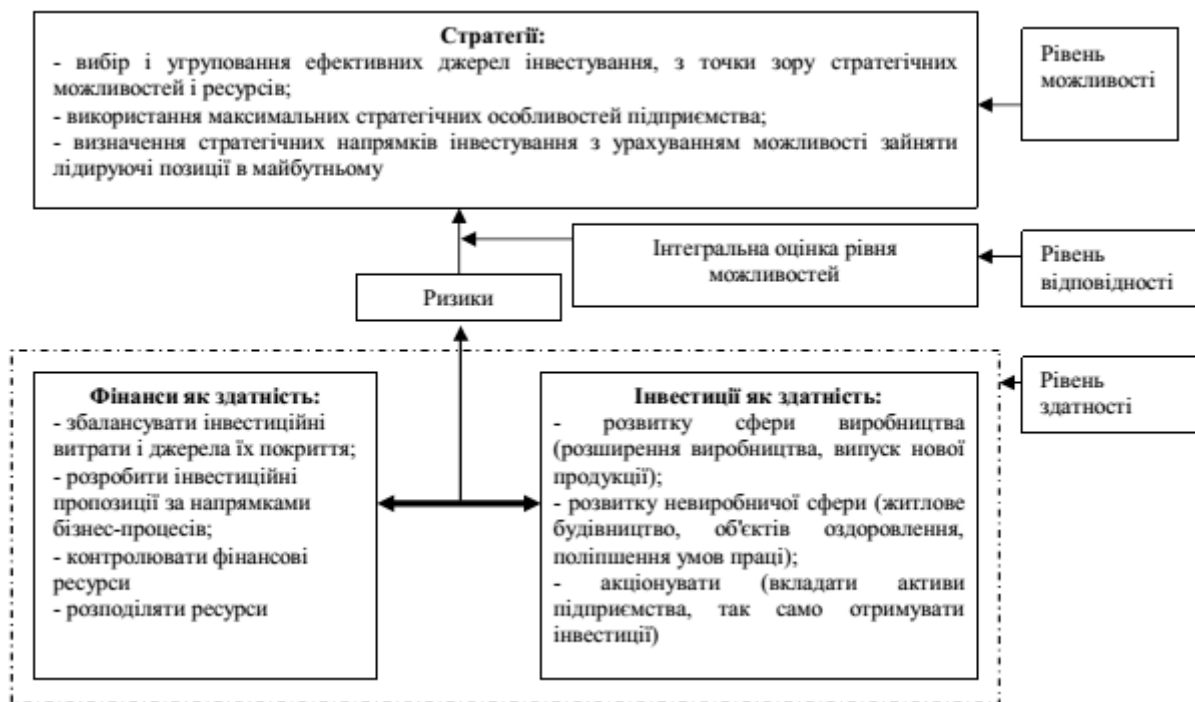 Стратегії:
- вибір і угруповання ефективних джерел інвестування, з точки зору стратегічних
можливостей і ресурсів;
- використання максимальних стратегічних особливостей підприємства;
- визначення стратегічних напрямків інвестування з урахуванням можливості зайняти
лідируючі позиції в майбутньому
Рівень
можливості
Інтегральна оцінка рівня
можливостей
Рівень
відповідності
Ризики
Фінанси як здатність:
- збалансувати інвестиційні
витрати і джерела їх покриття;
- розробити інвестиційні
пропозиції за напрямками
бізнес-процесів;
- контролювати фінансові
ресурси
- розподіляти ресурси
Інвестиції як здатність:
- розвитку сфери виробництва
(розширення виробництва, випуск нової
продукції);
- розвитку невиробничої сфери (житлове
будівництво, об'єктів оздоровлення,
поліпшення умов праці);
- акціонувати (вкладати активи
підприємства, так само отримувати
інвестиції)
Рівень
здатності